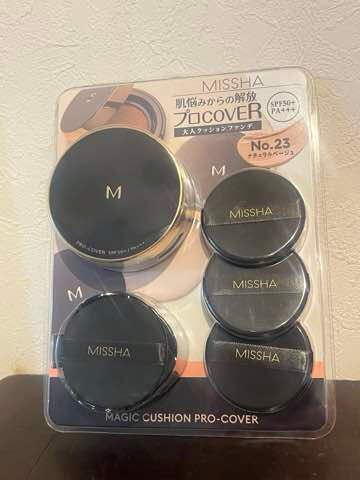 MISSHA
肌悩みからの解放
プロCOVER
大人クッションファンデ
SPF50+
PA+++
No.23
ナチュラルベージュ
M
PRO-COVER SPF50+/PA+++
MISSHA
MISSHA
M
MISSHA
MISSHA
MAGIC CUSHION PRO-COVER